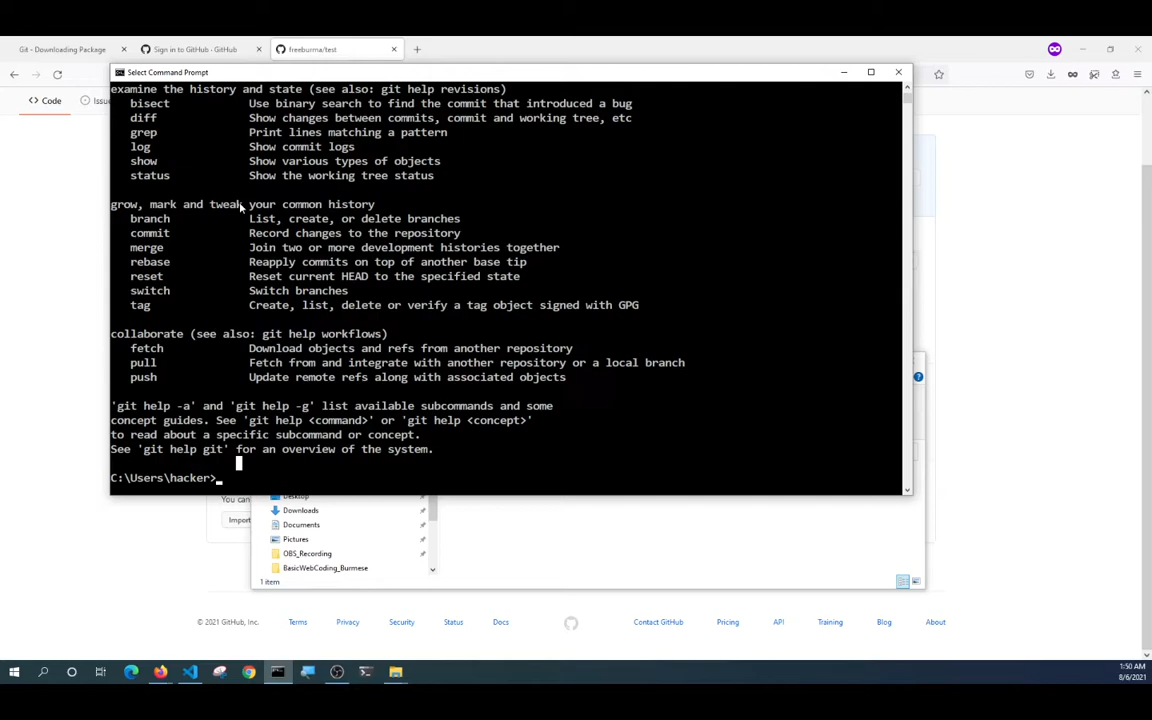 Git - Downloading Package
Sign in to GitHub · GitHub
freeburma/test
Select Command Prompt
<> Code
Issu
examine the history and state (see also: git help revisions)
bisect Use binary search to find the commit that introduced a bug
diff Show changes between commits, commit and working tree, etc
grep Print lines matching a pattern
log Show commit logs
show Show various types of objects
status Show the working tree status
grow, mark and tweak your common history
branch List, create, or delete branches
commit Record changes to the repository
merge Join two or more development histories together
rebase Reapply commits on top of another base tip
reset Reset current HEAD to the specified state
switch Switch branches
tag Create, list, delete or verify a tag object signed with GPG
collaborate (see also: git help workflows)
fetch Download objects and refs from another repository
pull Fetch from and integrate with another repository or a local branch
push Update remote refs along with associated objects
'git help -a' and 'git help -g' list available subcommands and some
concept guides. See 'git help <command>' or 'git help <concept>'
to read about a specific subcommand or concept.
See 'git help git' for an overview of the system.
C:\Users\hacker>
You can
Import
Desktop
Downloads
Documents
Pictures
OBS_Recording
BasicWebCoding_Burmese
1 item
© 2021 GitHub, Inc.
Terms
Privacy
Security
Status
Docs
Contact GitHub
Pricing
API
Training
Blog
About
1:50 AM
8/6/2021